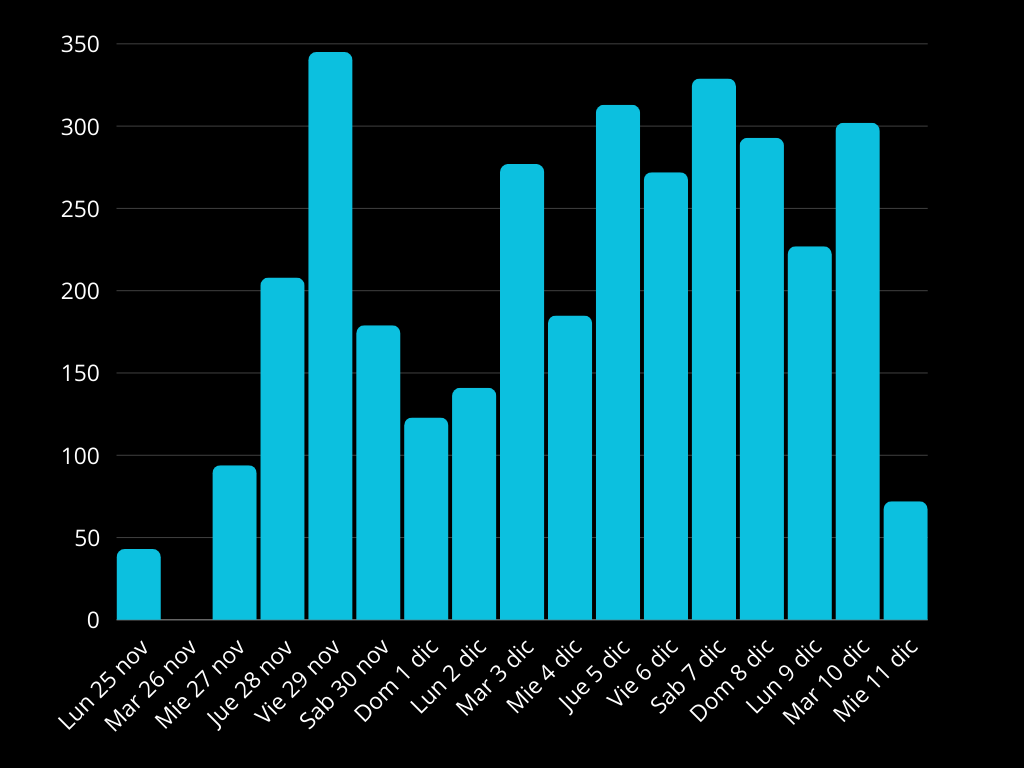 350
300
250
200
150
100
50
0
Lun 25 nov
Mar 26 nov
Mie 27 nov
Jue 28 nov
Vie 29 nov
Sab 30 nov
Dom 1 dic
Lun 2 dic
Mar 3 dic
Mie 4 dic
Jue 5 dic
Vie 6 dic
Sab 7 dic
Dom 8 dic
Lun 9 dic
Mar 10 dic
Mie 11 dic